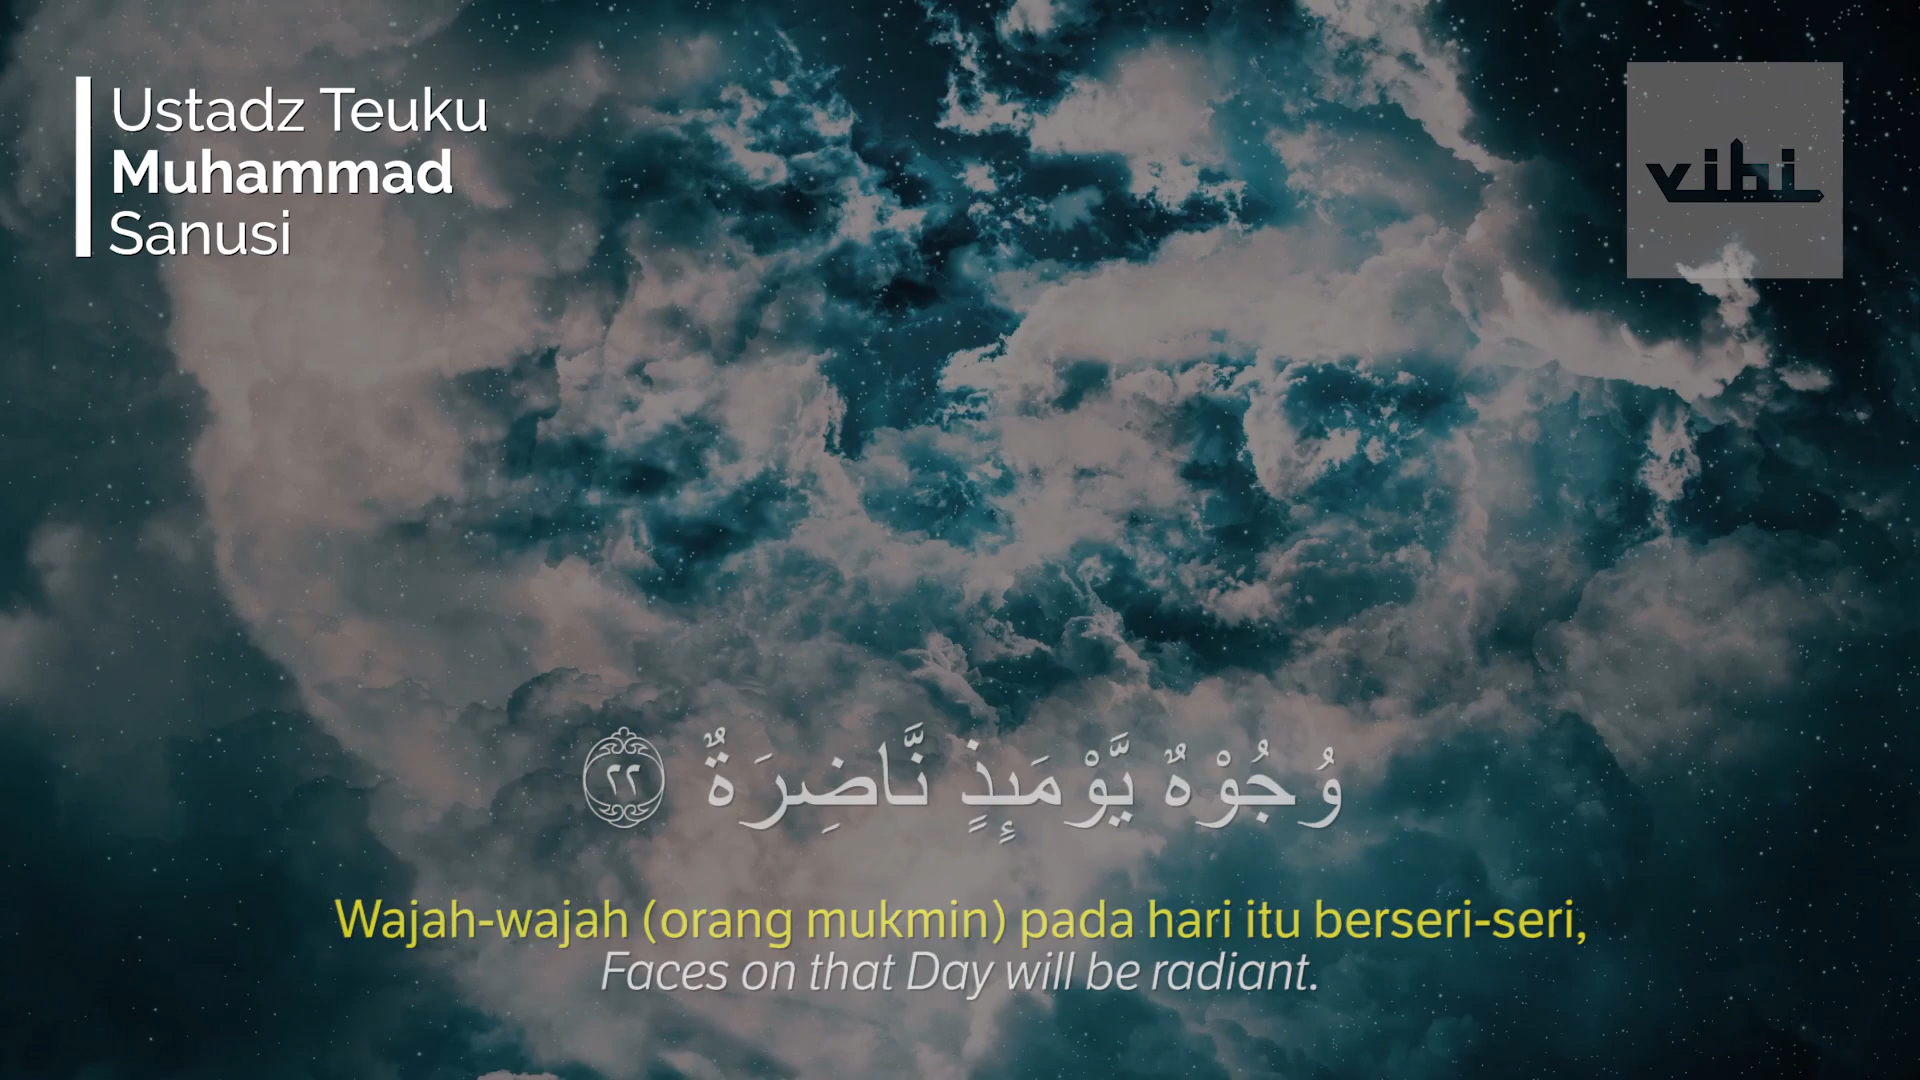 Ustadz Teuku
Muhammad
Sanusi
vihi
وُجُوْهٌ يَّوْمَىِٕذٍ نَّاضِرَةٌ ٢٢
Wajah-wajah (orang mukmin) pada hari itu berseri-seri,
Faces on that Day will be radiant.